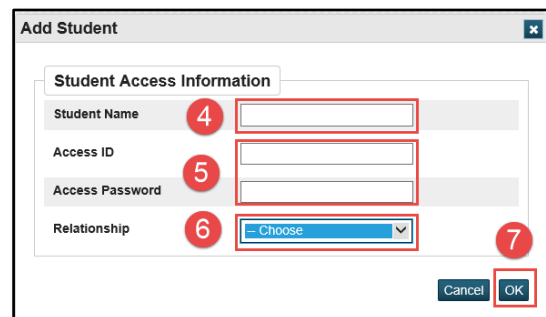 Add Student
x
Student Access Information
Student Name 4
Access ID
5
Access Password
Relationship 6 -- Choose
7
Cancel OK